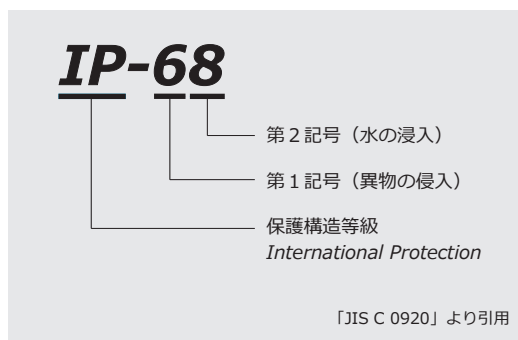 IP-68
第2記号（水の浸入）
第1記号（異物の侵入）
保護構造等級
International Protection
「JIS C 0920」より引用